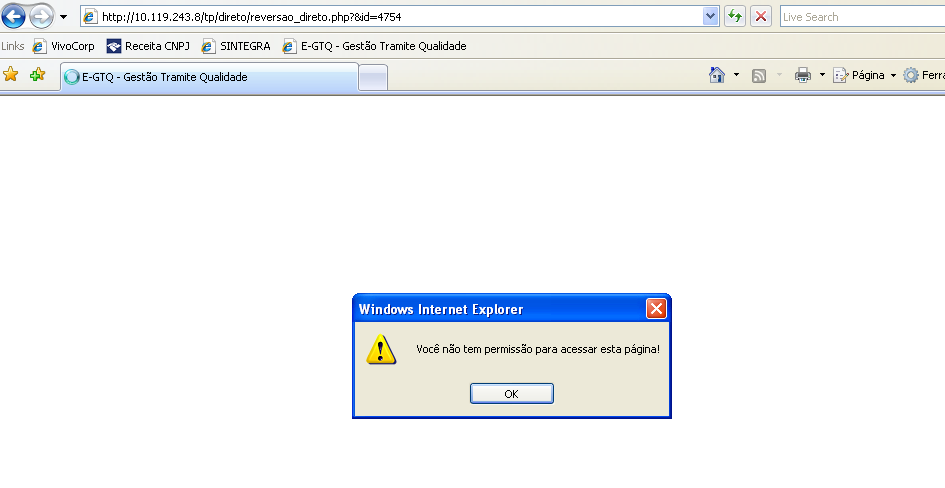 http://10.119.243.8/tp/direto/reversao_direto.php?&id=4754
Live Search
Links VivoCorp Receita CNPJ SINTEGRA E-GTQ - Gestão Tramite Qualidade
E-GTQ - Gestão Tramite Qualidade
Página
Ferra
Windows Internet Explorer
Você não tem permissão para acessar esta página!
OK